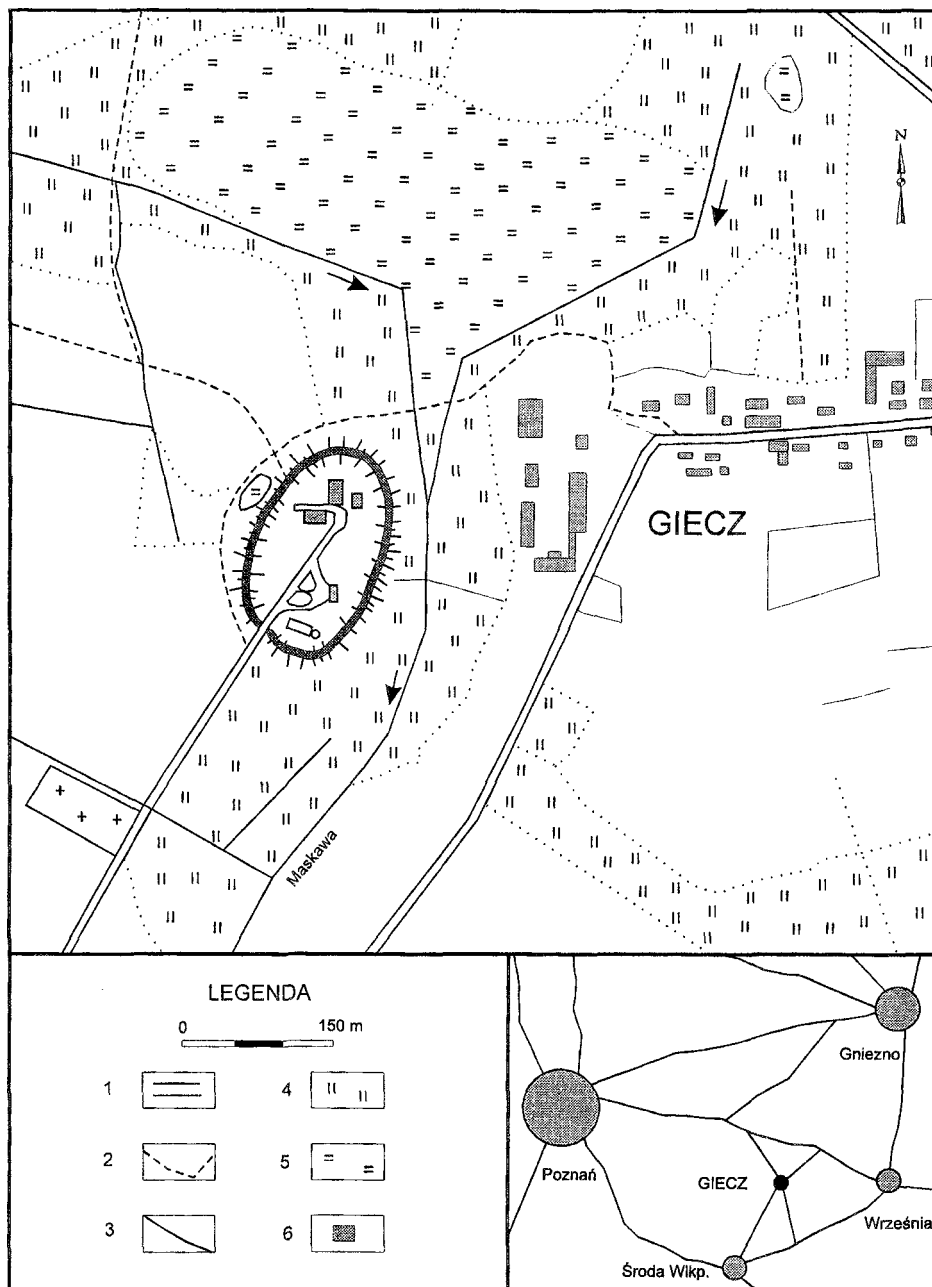 N
GIECZ
Maskawa
LEGENDA
0 150 m
1
2
3
4
5
6
Gniezno
Poznań
GIECZ
Września
Środa Wlkp.